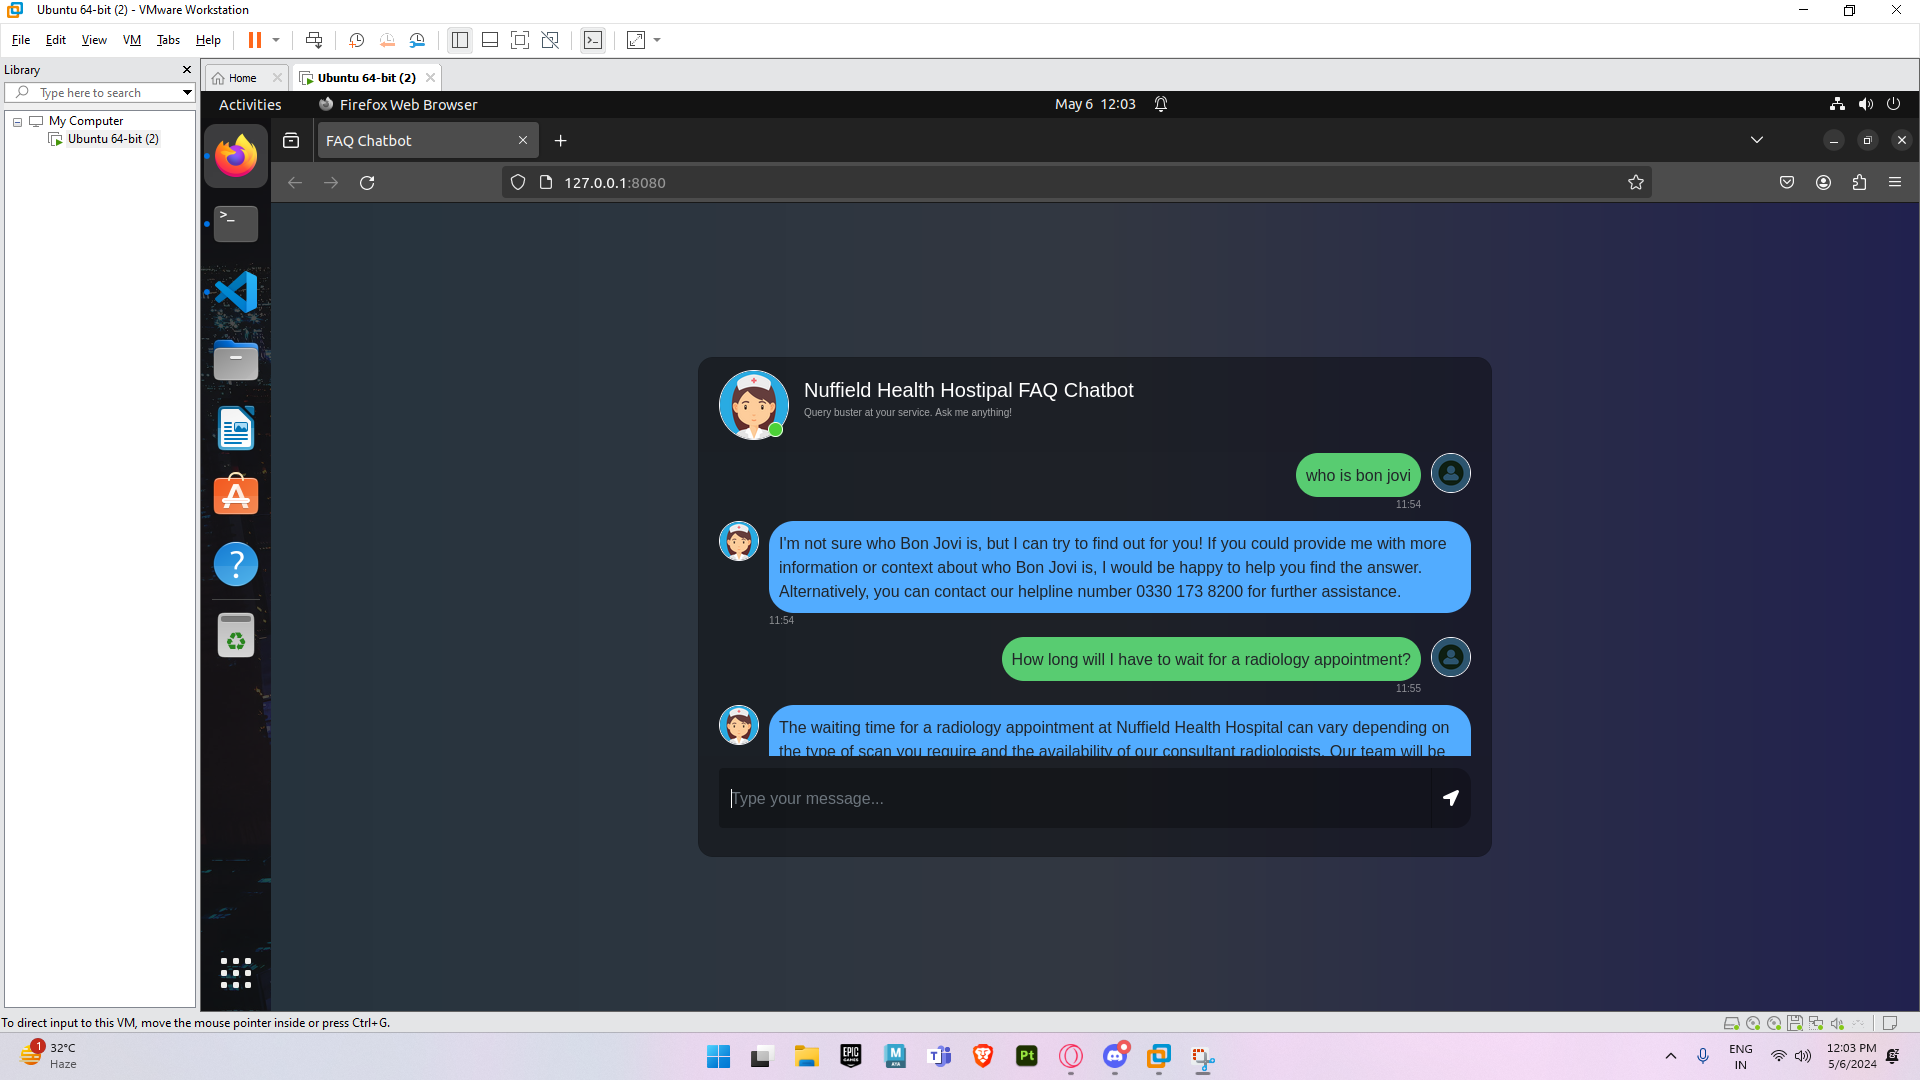 Ubuntu 64-bit (2) - VMware Workstation
File Edit View VM Tabs Help
Library
Type here to search
My Computer
Ubuntu 64-bit (2)
Home
Ubuntu 64-bit (2)
Activities
Firefox Web Browser
May 6 12:03
FAQ Chatbot
127.0.0.1:8080
Nuffield Health Hostipal FAQ Chatbot
Query buster at your service. Ask me anything!
who is bon jovi
11:54
I'm not sure who Bon Jovi is, but I can try to find out for you! If you could provide me with more
information or context about who Bon Jovi is, I would be happy to help you find the answer.
Alternatively, you can contact our helpline number 0330 173 8200 for further assistance.
11:54
How long will I have to wait for a radiology appointment?
11:55
The waiting time for a radiology appointment at Nuffield Health Hospital can vary depending on
the type of scan you require and the availability of our consultant radiologists. Our team will be
Type your message...
To direct input to this VM, move the mouse pointer inside or press Ctrl+G.
1
32°C
Haze
EPIC
GAMES
M
Pt
ENG
IN
12:03 PM
5/6/2024